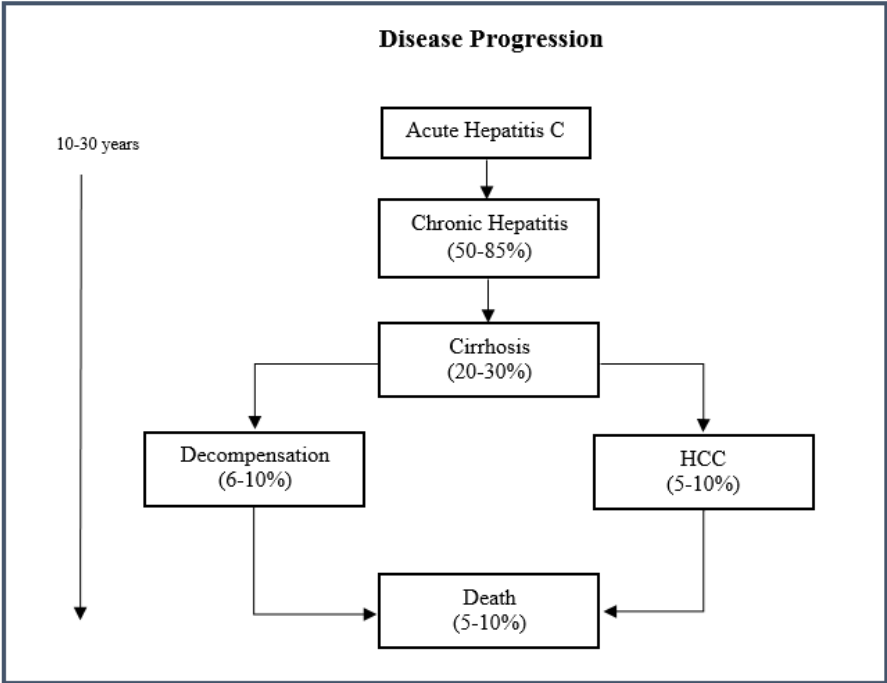 Disease Progression
10-30 years
Acute Hepatitis C
Chronic Hepatitis
(50-85%)
Cirrhosis
(20-30%)
Decompensation
(6-10%)
HCC
(5-10%)
Death
(5-10%)